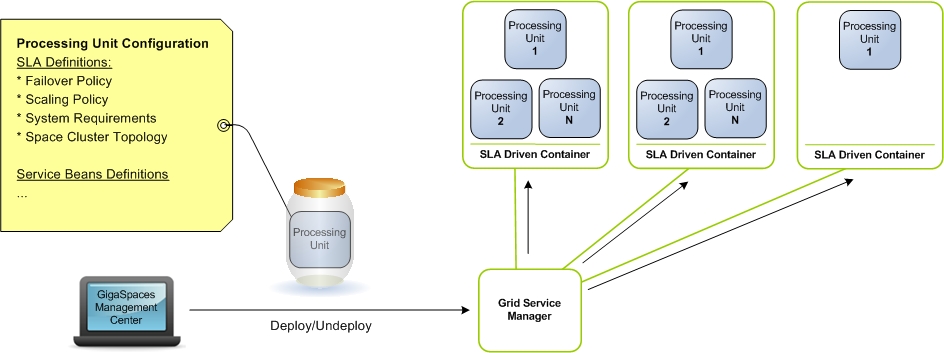 Processing Unit Configuration
SLA Definitions:
* Failover Policy
* Scaling Policy
* System Requirements
* Space Cluster Topology
Service Beans Definitions
...
Processing
Unit
GigaSpaces
Management
Center
Deploy/Undeploy
Grid Service
Manager
Processing
Unit
1
Processing
Unit
2
Processing
Unit
N
SLA Driven Container
Processing
Unit
1
Processing
Unit
2
Processing
Unit
N
SLA Driven Container
Processing
Unit
1
SLA Driven Container